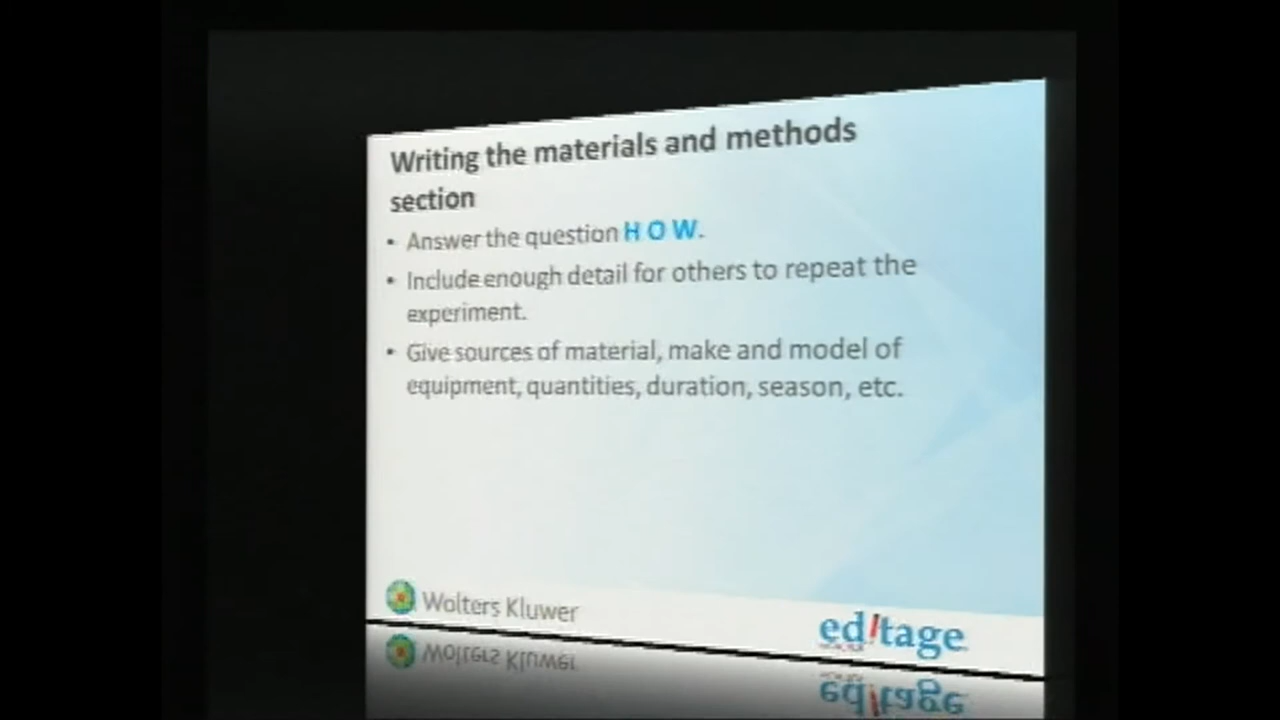 Writing the materials and methods
section
• Answer the question H O W.
• Include enough detail for others to repeat the
experiment.
• Give sources of material, make and model of
equipment, quantities, duration, season, etc.
Wolters Kluwer
editage